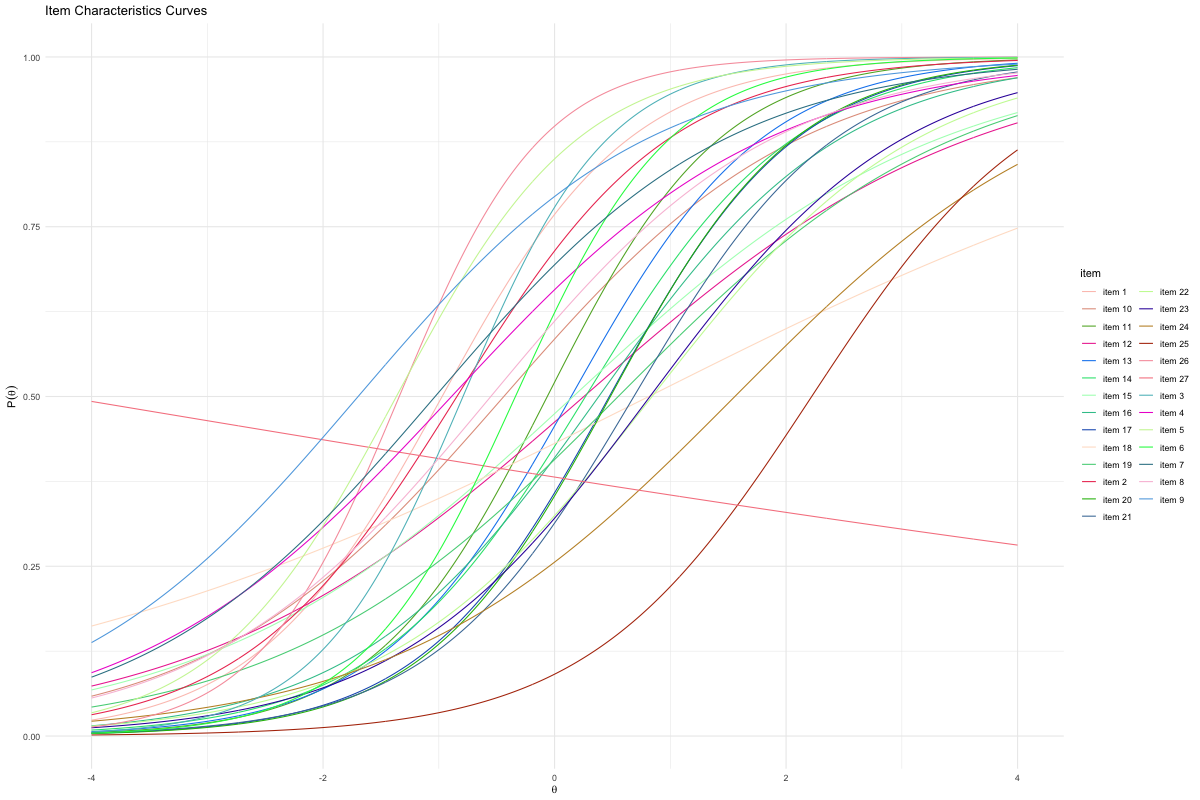 Item Characteristics Curves
1.00
0.75
0.50
0.25
0.00
P(θ)
-4
-2
0
2
4
θ
item
item 1
item 10
item 11
item 12
item 13
item 14
item 15
item 16
item 17
item 18
item 19
item 2
item 20
item 21
item 22
item 23
item 24
item 25
item 26
item 27
item 3
item 4
item 5
item 6
item 7
item 8
item 9